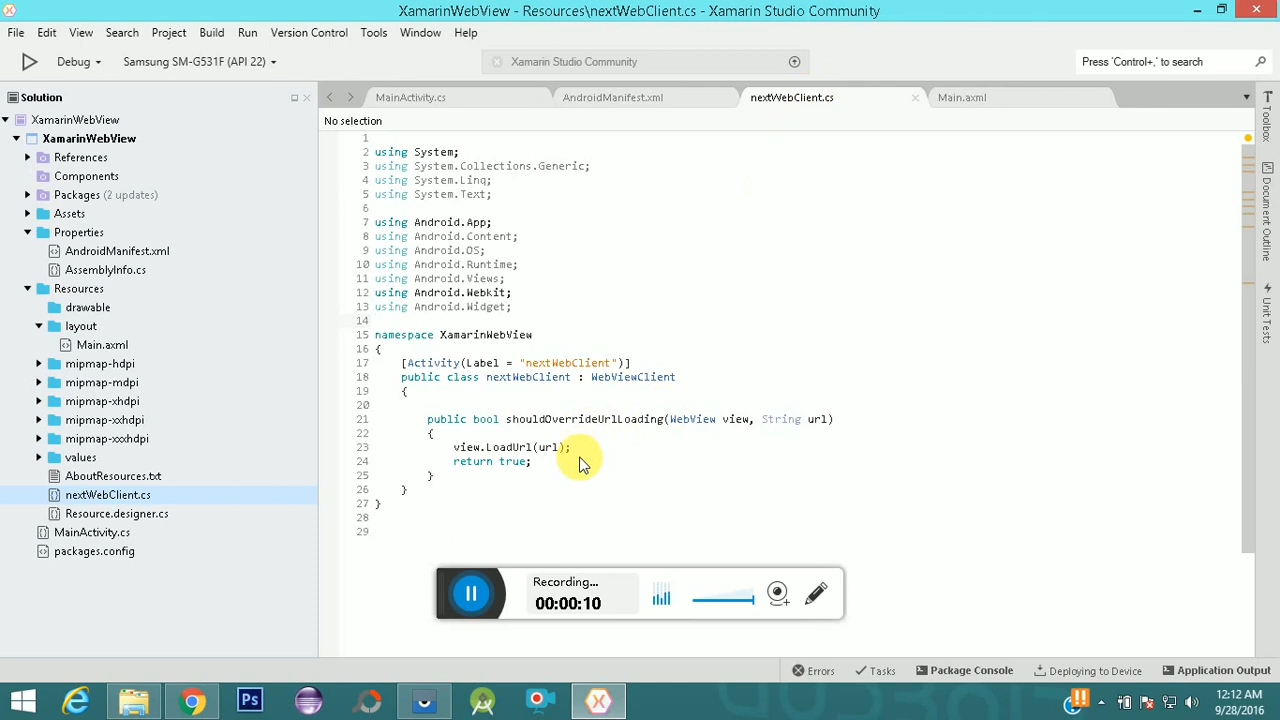 XamarinWebView - Resources\nextWebClient.cs - Xamarin Studio Community
File Edit View Search Project Build Run Version Control Tools Window Help
Debug Samsung SM-G531F (API 22) Xamarin Studio Community Press 'Control+,' to search
Solution
XamarinWebView
XamarinWebView
References
Components
Packages (2 updates)
Assets
Properties
AndroidManifest.xml
AssemblyInfo.cs
Resources
drawable
layout
Main.axml
mipmap-hdpi
mipmap-mdpi
mipmap-xhdpi
mipmap-xxhdpi
mipmap-xxxhdpi
values
AboutResources.txt
nextWebClient.cs
Resource.designer.cs
MainActivity.cs
packages.config
MainActivity.cs AndroidManifest.xml nextWebClient.cs Main.axml
No selection
1
2 using System;
3 using System.Collections.Generic;
4 using System.Linq;
5 using System.Text;
6
7 using Android.App;
8 using Android.Content;
9 using Android.OS;
10 using Android.Runtime;
11 using Android.Views;
12 using Android.Webkit;
13 using Android.Widget;
14
15 namespace XamarinWebView
16 {
17 [Activity(Label = "nextWebClient")]
18 public class nextWebClient : WebViewClient
19 {
20
21 public bool shouldOverrideUrlLoading(WebView view, String url)
22 {
23 view.LoadUrl(url);
24 return true;
25 }
26 }
27 }
28
29
Toolbox
Document Outline
Unit Tests
Recording...
00:00:10
Errors Tasks Package Console Deploying to Device Application Output
Ps
12:12 AM
9/28/2016